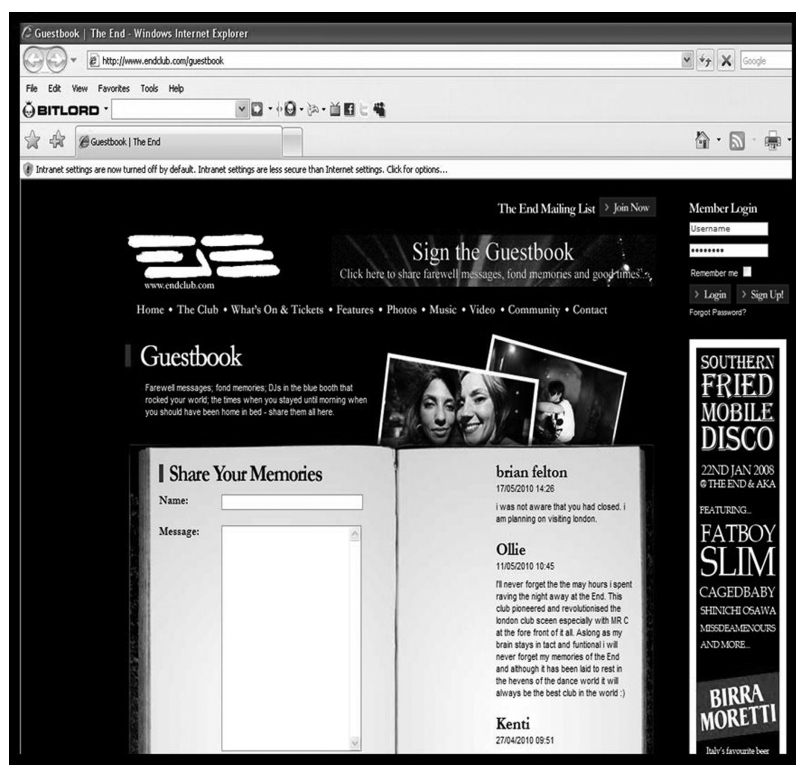 Guestbook | The End - Windows Internet Explorer
http://www.endclub.com/guestbook
Google
File Edit View Favorites Tools Help
BITLORD
Guestbook | The End
Intranet settings are now turned off by default. Intranet settings are less secure than Internet settings. Click for options...
The End Mailing List > Join Now
www.endclub.com
Sign the Guestbook
Click here to share farewell messages, fond memories and good times...
Home • The Club • What's On & Tickets • Features • Photos • Music • Video • Community • Contact
Member Login
Username
••••••••
Remember me
> Login > Sign Up!
Forgot Password?
Guestbook
Farewell messages; fond memories; DJs in the blue booth that
rocked your world; the times when you stayed until morning when
you should have been home in bed - share them all here.
Share Your Memories
Name:
Message:
brian felton
17/05/2010 14:26
i was not aware that you had closed. i
am planning on visiting london.
Ollie
11/05/2010 10:45
I'll never forget the the may hours i spent
raving the night away at the End. This
club pioneered and revolutionised the
london club sceen especially with MR C
at the fore front of it all. Aslong as my
brain stays in tact and funtional i will
never forget my memories of the End
and although it has been laid to rest in
the hevens of the dance world it will
always be the best club in the world :)
Kenti
27/04/2010 09:51
SOUTHERN
FRIED
MOBILE
DISCO
22ND JAN 2008
@ THE END & AKA
FEATURING...
FATBOY
SLIM
CAGEDBABY
SHINICHI OSAWA
MISSDEAMENOURS
AND MORE...
BIRRA
MORETTI
Italy's favourite beer